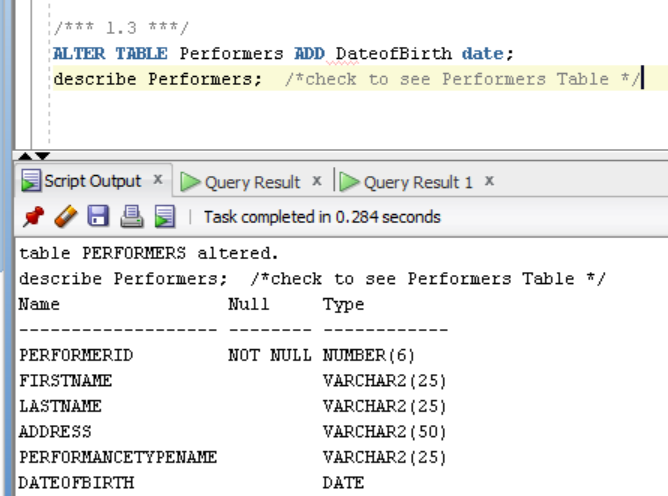 /*** 1.3 ***/
ALTER TABLE Performers ADD DateofBirth date;
describe Performers;  /*check to see Performers Table */
Script Output x Query Result x Query Result 1 x
Task completed in 0.284 seconds
table PERFORMERS altered.
describe Performers;  /*check to see Performers Table */
Name                Null     Type
------------------- -------- ------------
PERFORMERID         NOT NULL NUMBER(6)
FIRSTNAME                    VARCHAR2(25)
LASTNAME                     VARCHAR2(25)
ADDRESS                      VARCHAR2(50)
PERFORMANCETYPENAME          VARCHAR2(25)
DATEOFBIRTH                  DATE